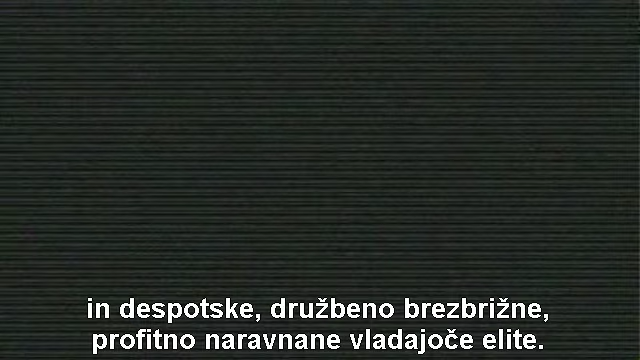 in despotske, družbeno brezbrižne,
profitno naravnane vladajoče elite.